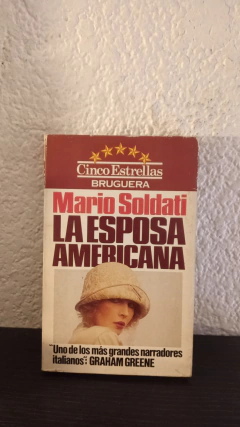 Cinco Estrellas
BRUGUERA
Mario Soldati
LA ESPOSA
AMERICANA
"Uno de los más grandes narradores
italianos": GRAHAM GREENE